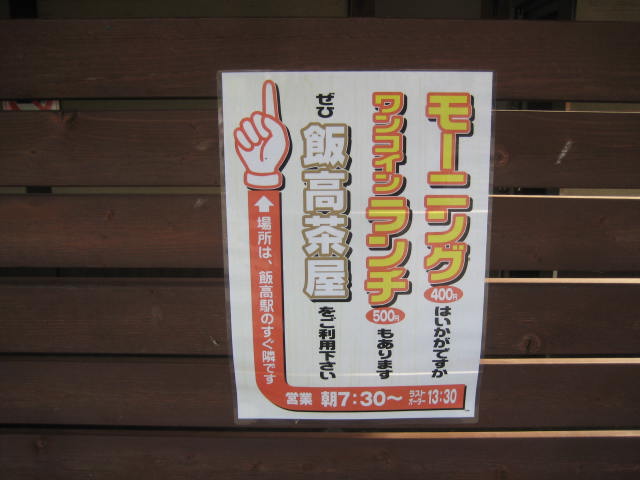 モーニング400円はいかがですか
ワンコインランチ500円もあります
ぜひ飯高茶屋をご利用下さい
場所は、飯高駅のすぐ隣です
営業 朝7:30〜 ラストオーダー 13:30